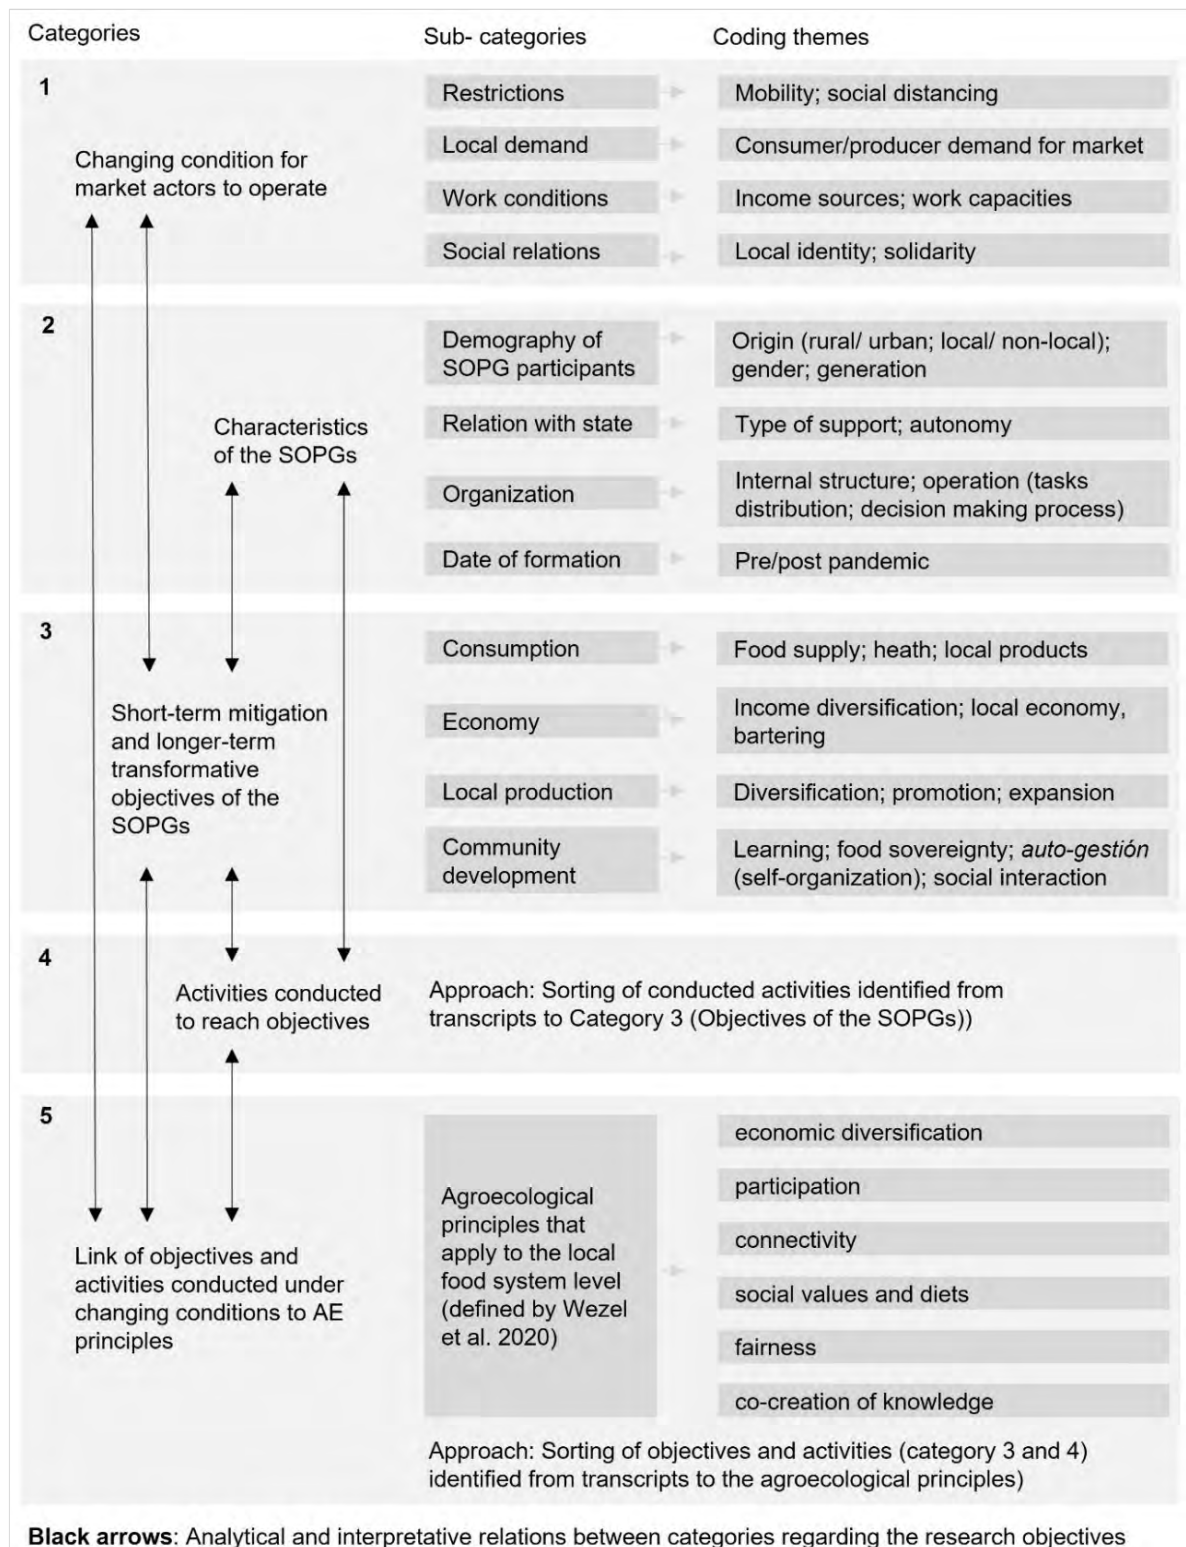 Categories
Sub- categories
Coding themes
1
Changing condition for
market actors to operate
Restrictions
Mobility; social distancing
Local demand
Consumer/producer demand for market
Work conditions
Income sources; work capacities
Social relations
Local identity; solidarity
2
Characteristics
of the SOPGs
Demography of
SOPG participants
Origin (rural/ urban; local/ non-local);
gender; generation
Relation with state
Type of support; autonomy
Organization
Internal structure; operation (tasks
distribution; decision making process)
Date of formation
Pre/post pandemic
3
Short-term mitigation
and longer-term
transformative
objectives of the
SOPGs
Consumption
Food supply; heath; local products
Economy
Income diversification; local economy,
bartering
Local production
Diversification; promotion; expansion
Community
development
Learning; food sovereignty; auto-gestión
(self-organization); social interaction
4
Activities conducted
to reach objectives
Approach: Sorting of conducted activities identified from
transcripts to Category 3 (Objectives of the SOPGs))
5
Link of objectives and
activities conducted under
changing conditions to AE
principles
Agroecological
principles that
apply to the local
food system level
(defined by Wezel
et al. 2020)
economic diversification
participation
connectivity
social values and diets
fairness
co-creation of knowledge
Approach: Sorting of objectives and activities (category 3 and 4)
identified from transcripts to the agroecological principles)
Black arrows: Analytical and interpretative relations between categories regarding the research objectives